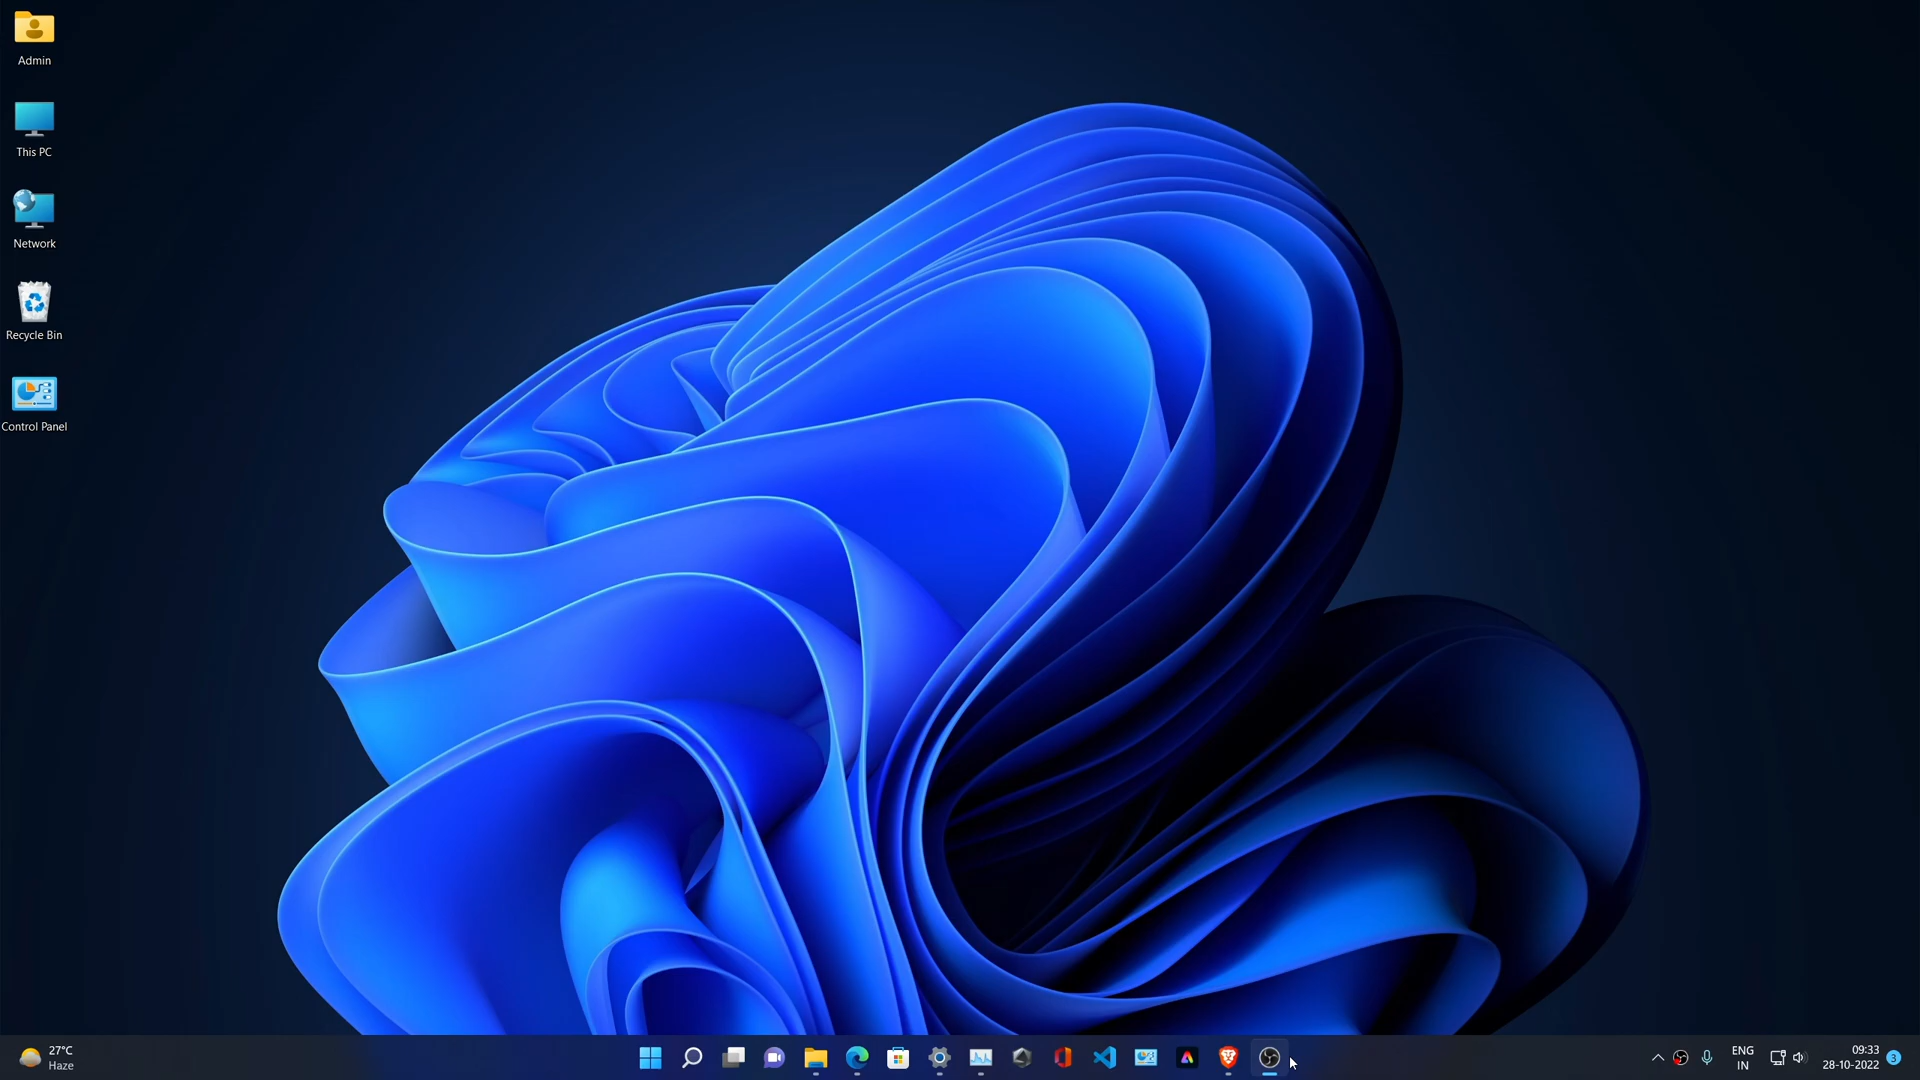 Admin
This PC
Network
Recycle Bin
Control Panel
27°C
Haze
ENG
IN
09:33
28-10-2022
3